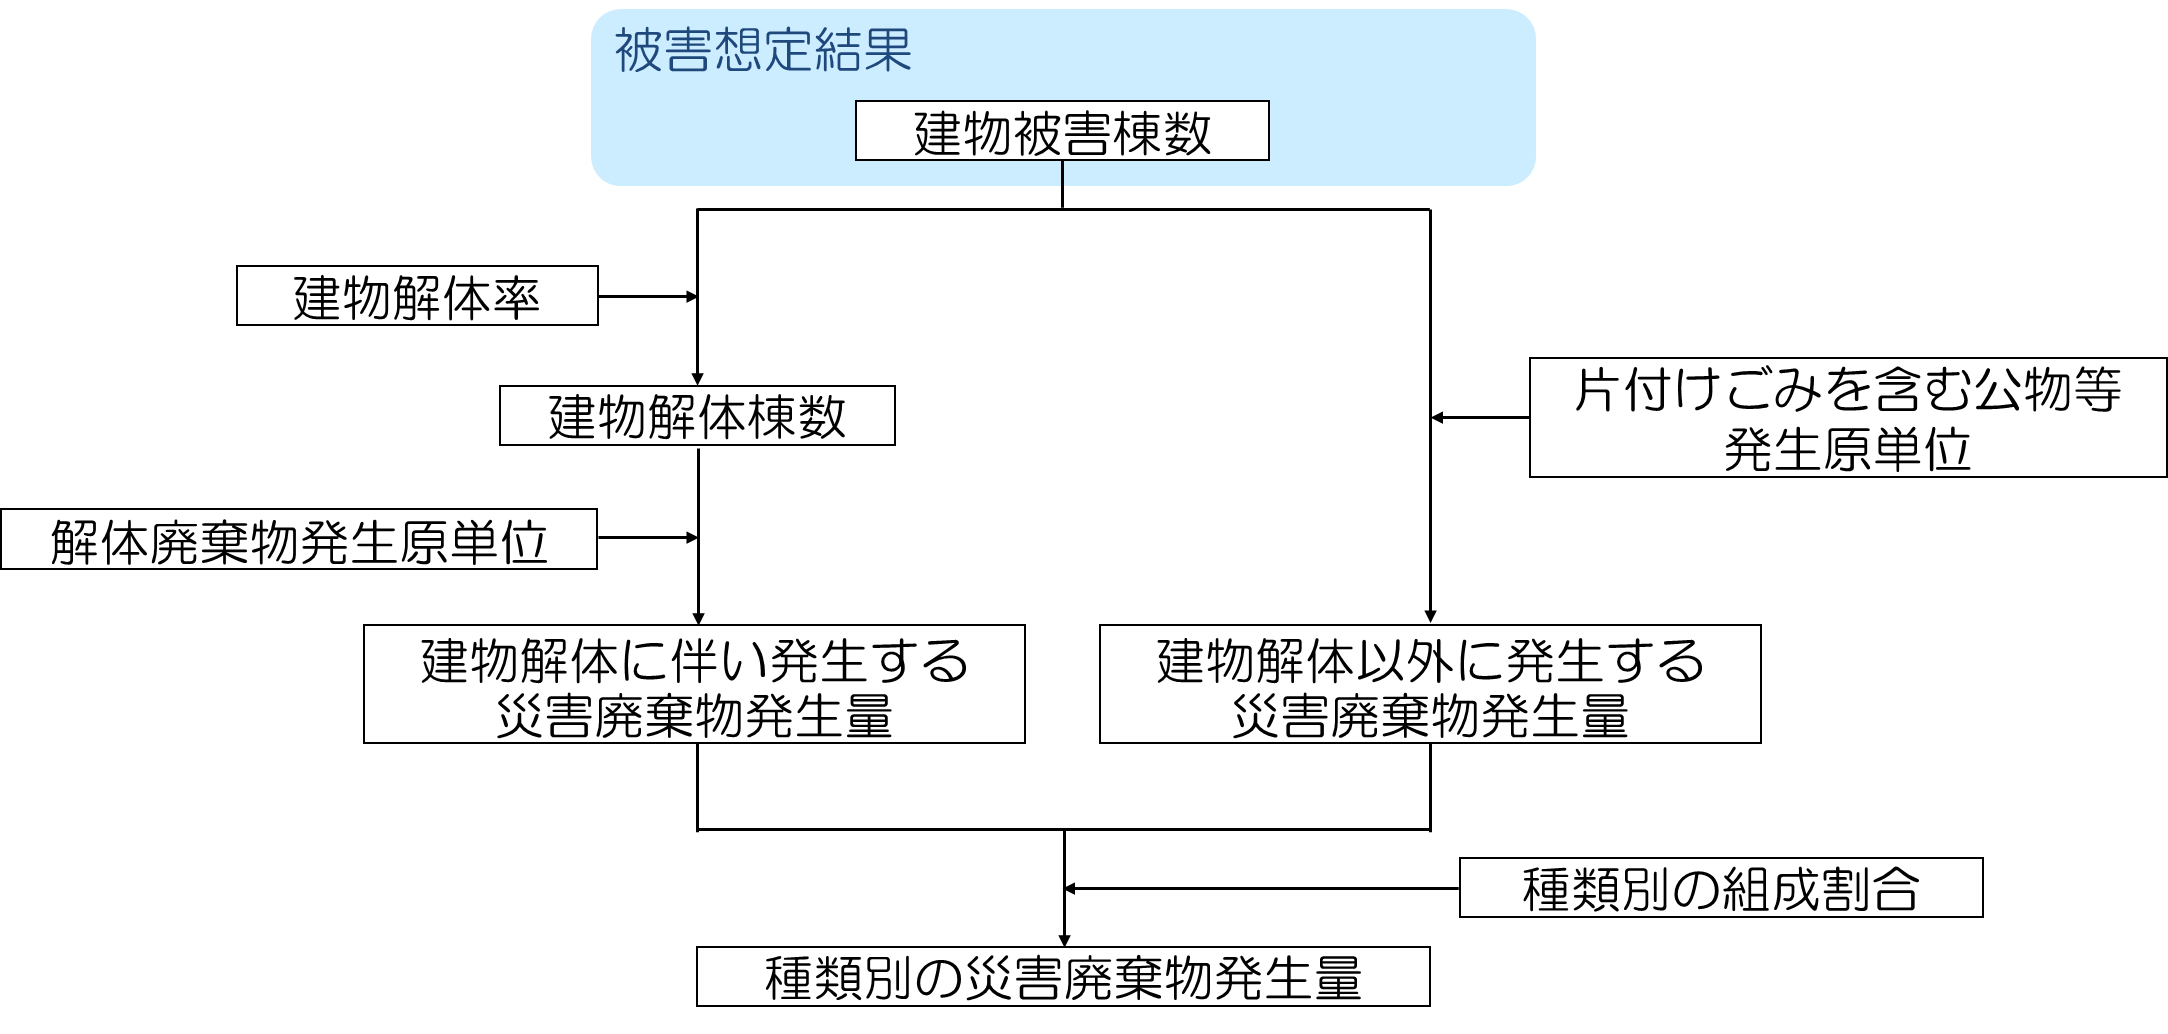 被害想定結果
建物被害棟数
建物解体率
建物解体棟数
片付けごみを含む公物等
発生原単位
解体廃棄物発生原単位
建物解体に伴い発生する
災害廃棄物発生量
建物解体以外に発生する
災害廃棄物発生量
種類別の組成割合
種類別の災害廃棄物発生量